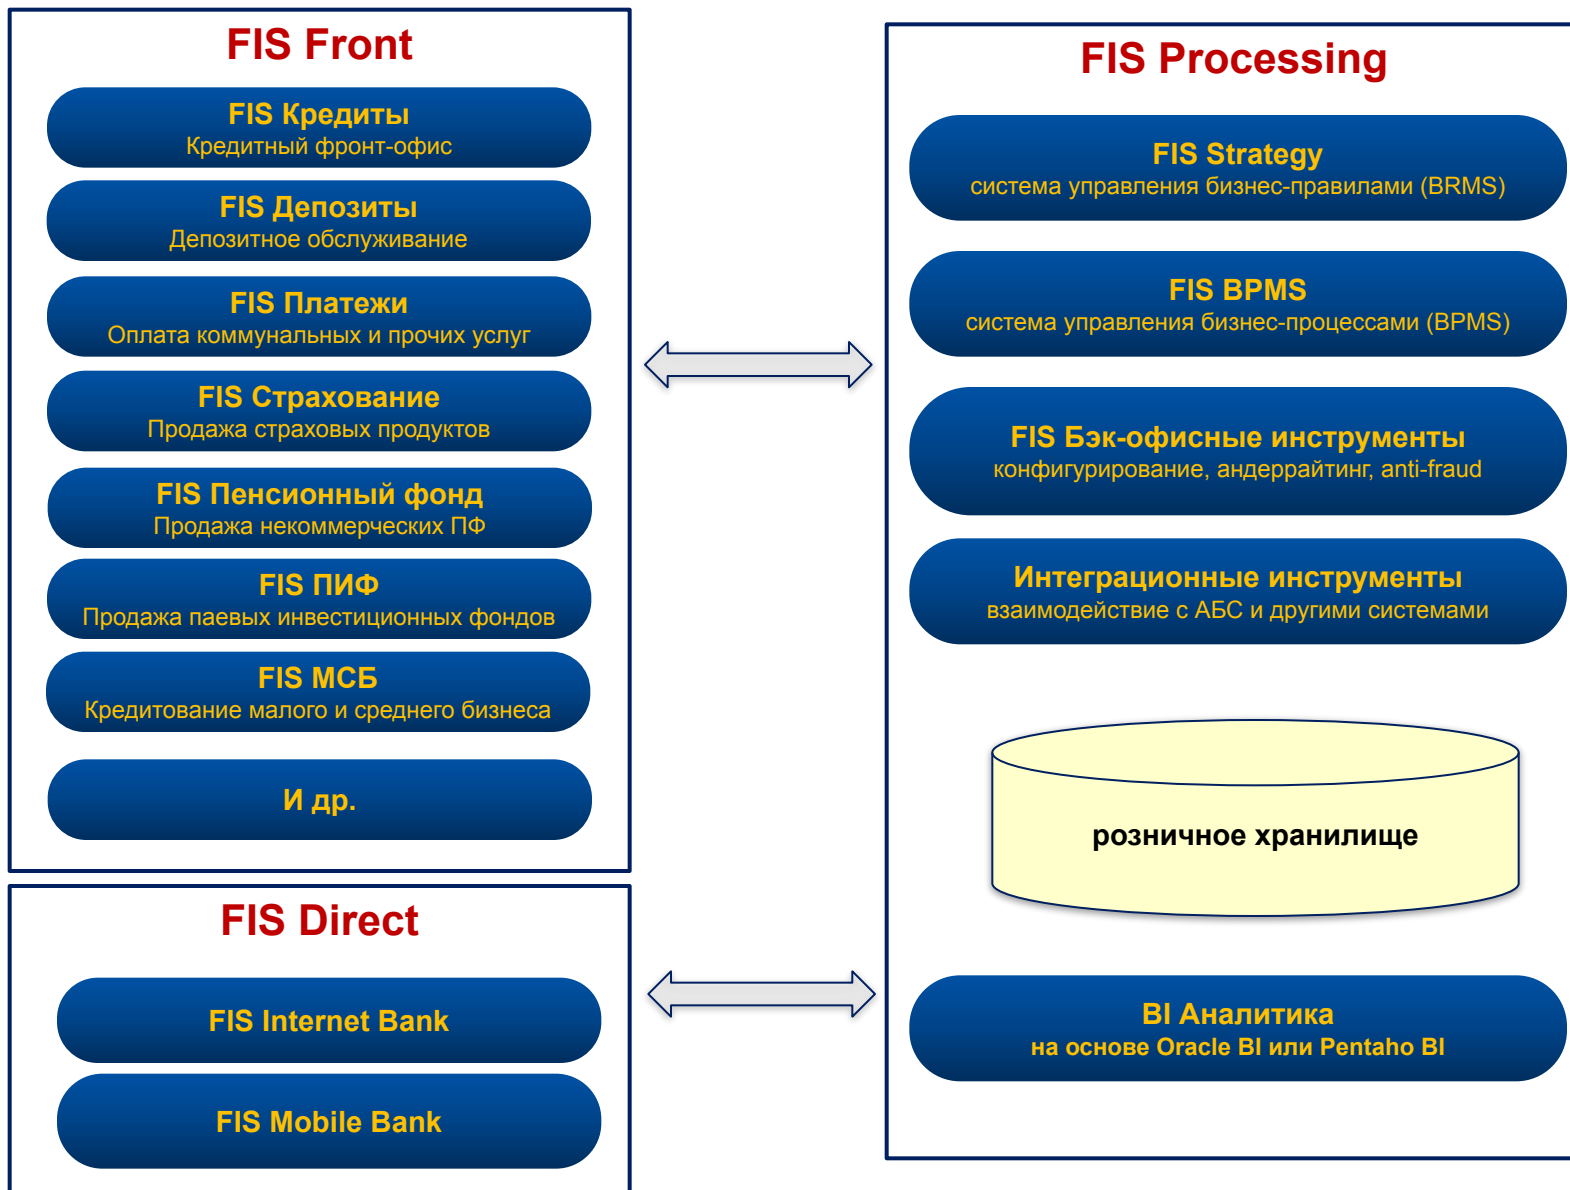 FIS Front
FIS Кредиты
Кредитный фронт-офис
FIS Депозиты
Депозитное обслуживание
FIS Платежи
Оплата коммунальных и прочих услуг
FIS Страхование
Продажа страховых продуктов
FIS Пенсионный фонд
Продажа некоммерческих ПФ
FIS ПИФ
Продажа паевых инвестиционных фондов
FIS МСБ
Кредитование малого и среднего бизнеса
И др.
FIS Direct
FIS Internet Bank
FIS Mobile Bank
FIS Processing
FIS Strategy
система управления бизнес-правилами (BRMS)
FIS BPMS
система управления бизнес-процессами (BPMS)
FIS Бэк-офисные инструменты
конфигурирование, андеррайтинг, anti-fraud
Интеграционные инструменты
взаимодействие с АБС и другими системами
розничное хранилище
BI Аналитика
на основе Oracle BI или Pentaho BI